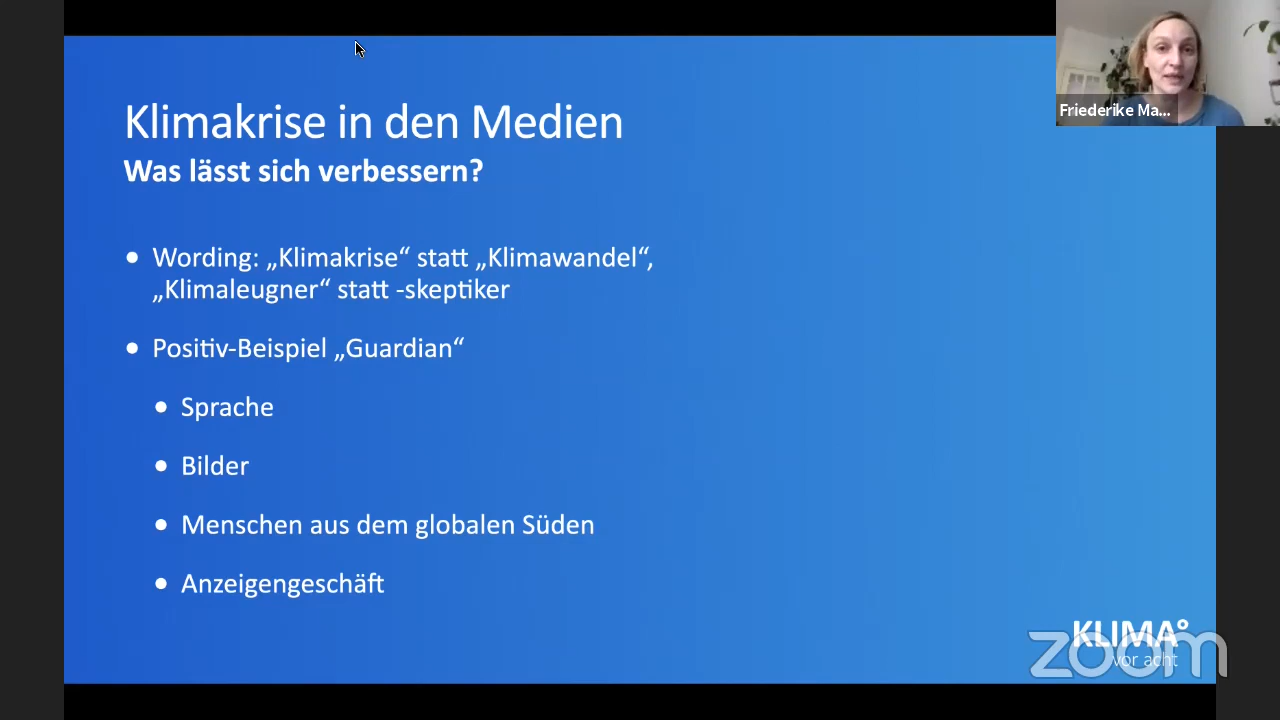 Klimakrise in den Medien
Was lässt sich verbessern?
• Wording: „Klimakrise“ statt „Klimawandel“,
„Klimaleugner“ statt -skeptiker
• Positiv-Beispiel „Guardian“
• Sprache
• Bilder
• Menschen aus dem globalen Süden
• Anzeigengeschäft
Friederike Ma...
KLIMA°
vor acht
zoom